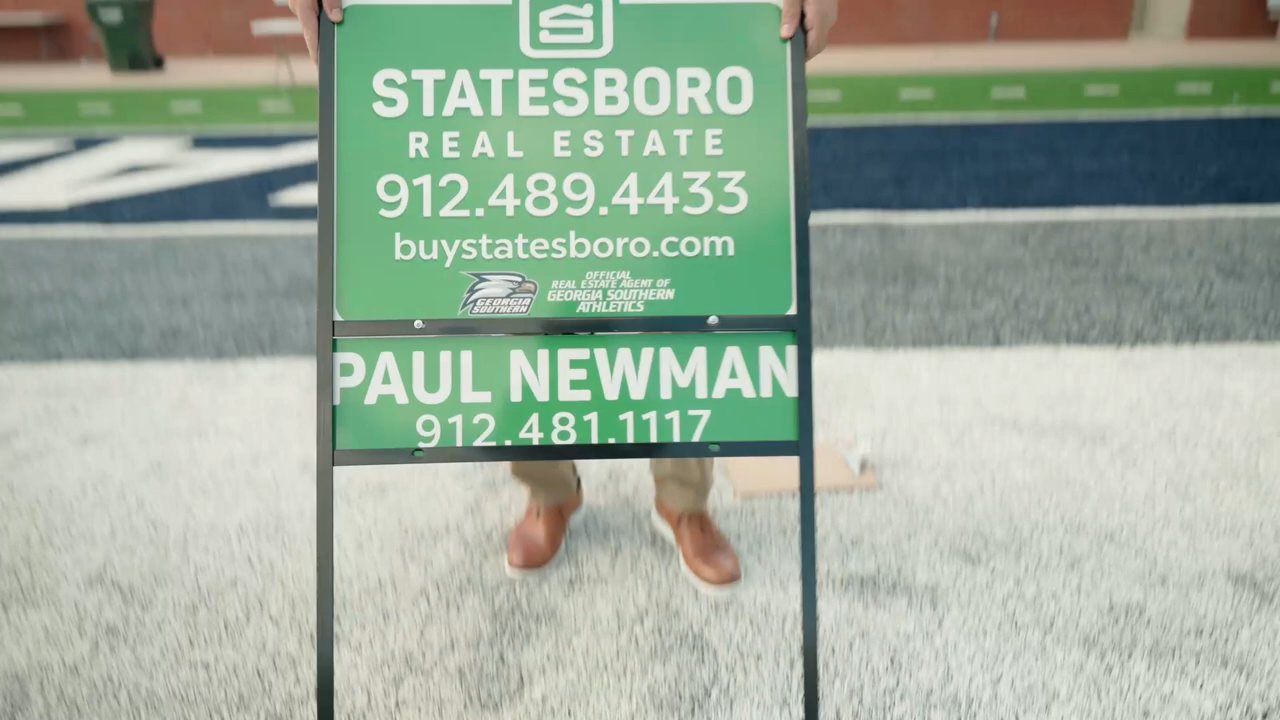 STATESBORO
REAL ESTATE
912.489.4433
buystatesboro.com
GEORGIA
SOUTHERN
OFFICIAL
REAL ESTATE AGENT OF
GEORGIA SOUTHERN
ATHLETICS
PAUL NEWMAN
912.481.1117